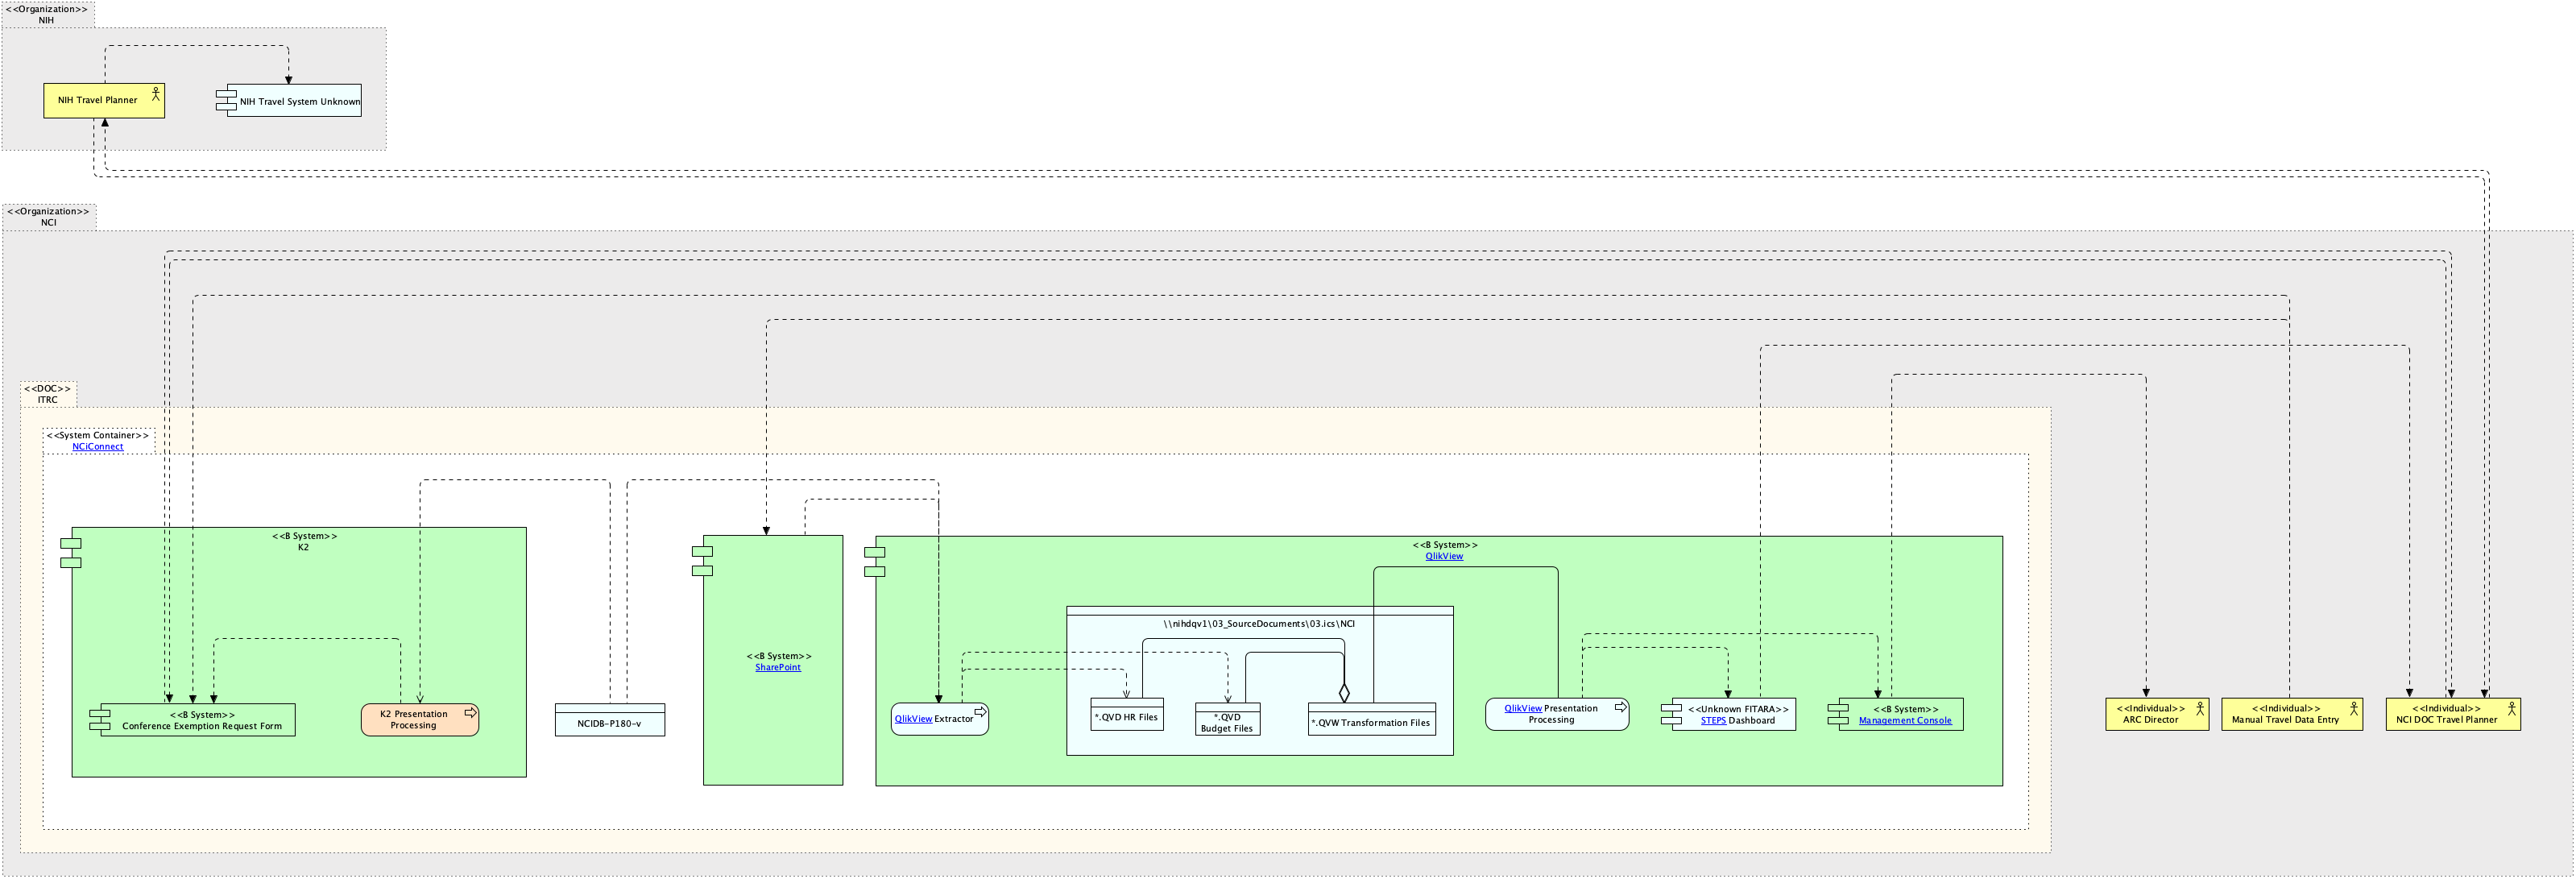 <<Organization>>
NIH
NIH Travel Planner
NIH Travel System Unknown
<<Organization>>
NCI
<<DOC>>
ITRC
<<System Container>>
NCiConnect
<<B System>>
K2
<<B System>>
Conference Exemption Request Form
K2 Presentation
Processing
NCIDB-P180-v
<<B System>>
SharePoint
<<B System>>
QlikView
\\nihdqv1\03_SourceDocuments\03.ics\NCI
QlikView Extractor
*.QVD HR Files
*.QVD
Budget Files
*.QVW Transformation Files
QlikView Presentation
Processing
<<Unknown FITARA>>
STEPS Dashboard
<<B System>>
Management Console
<<Individual>>
ARC Director
<<Individual>>
Manual Travel Data Entry
<<Individual>>
NCI DOC Travel Planner